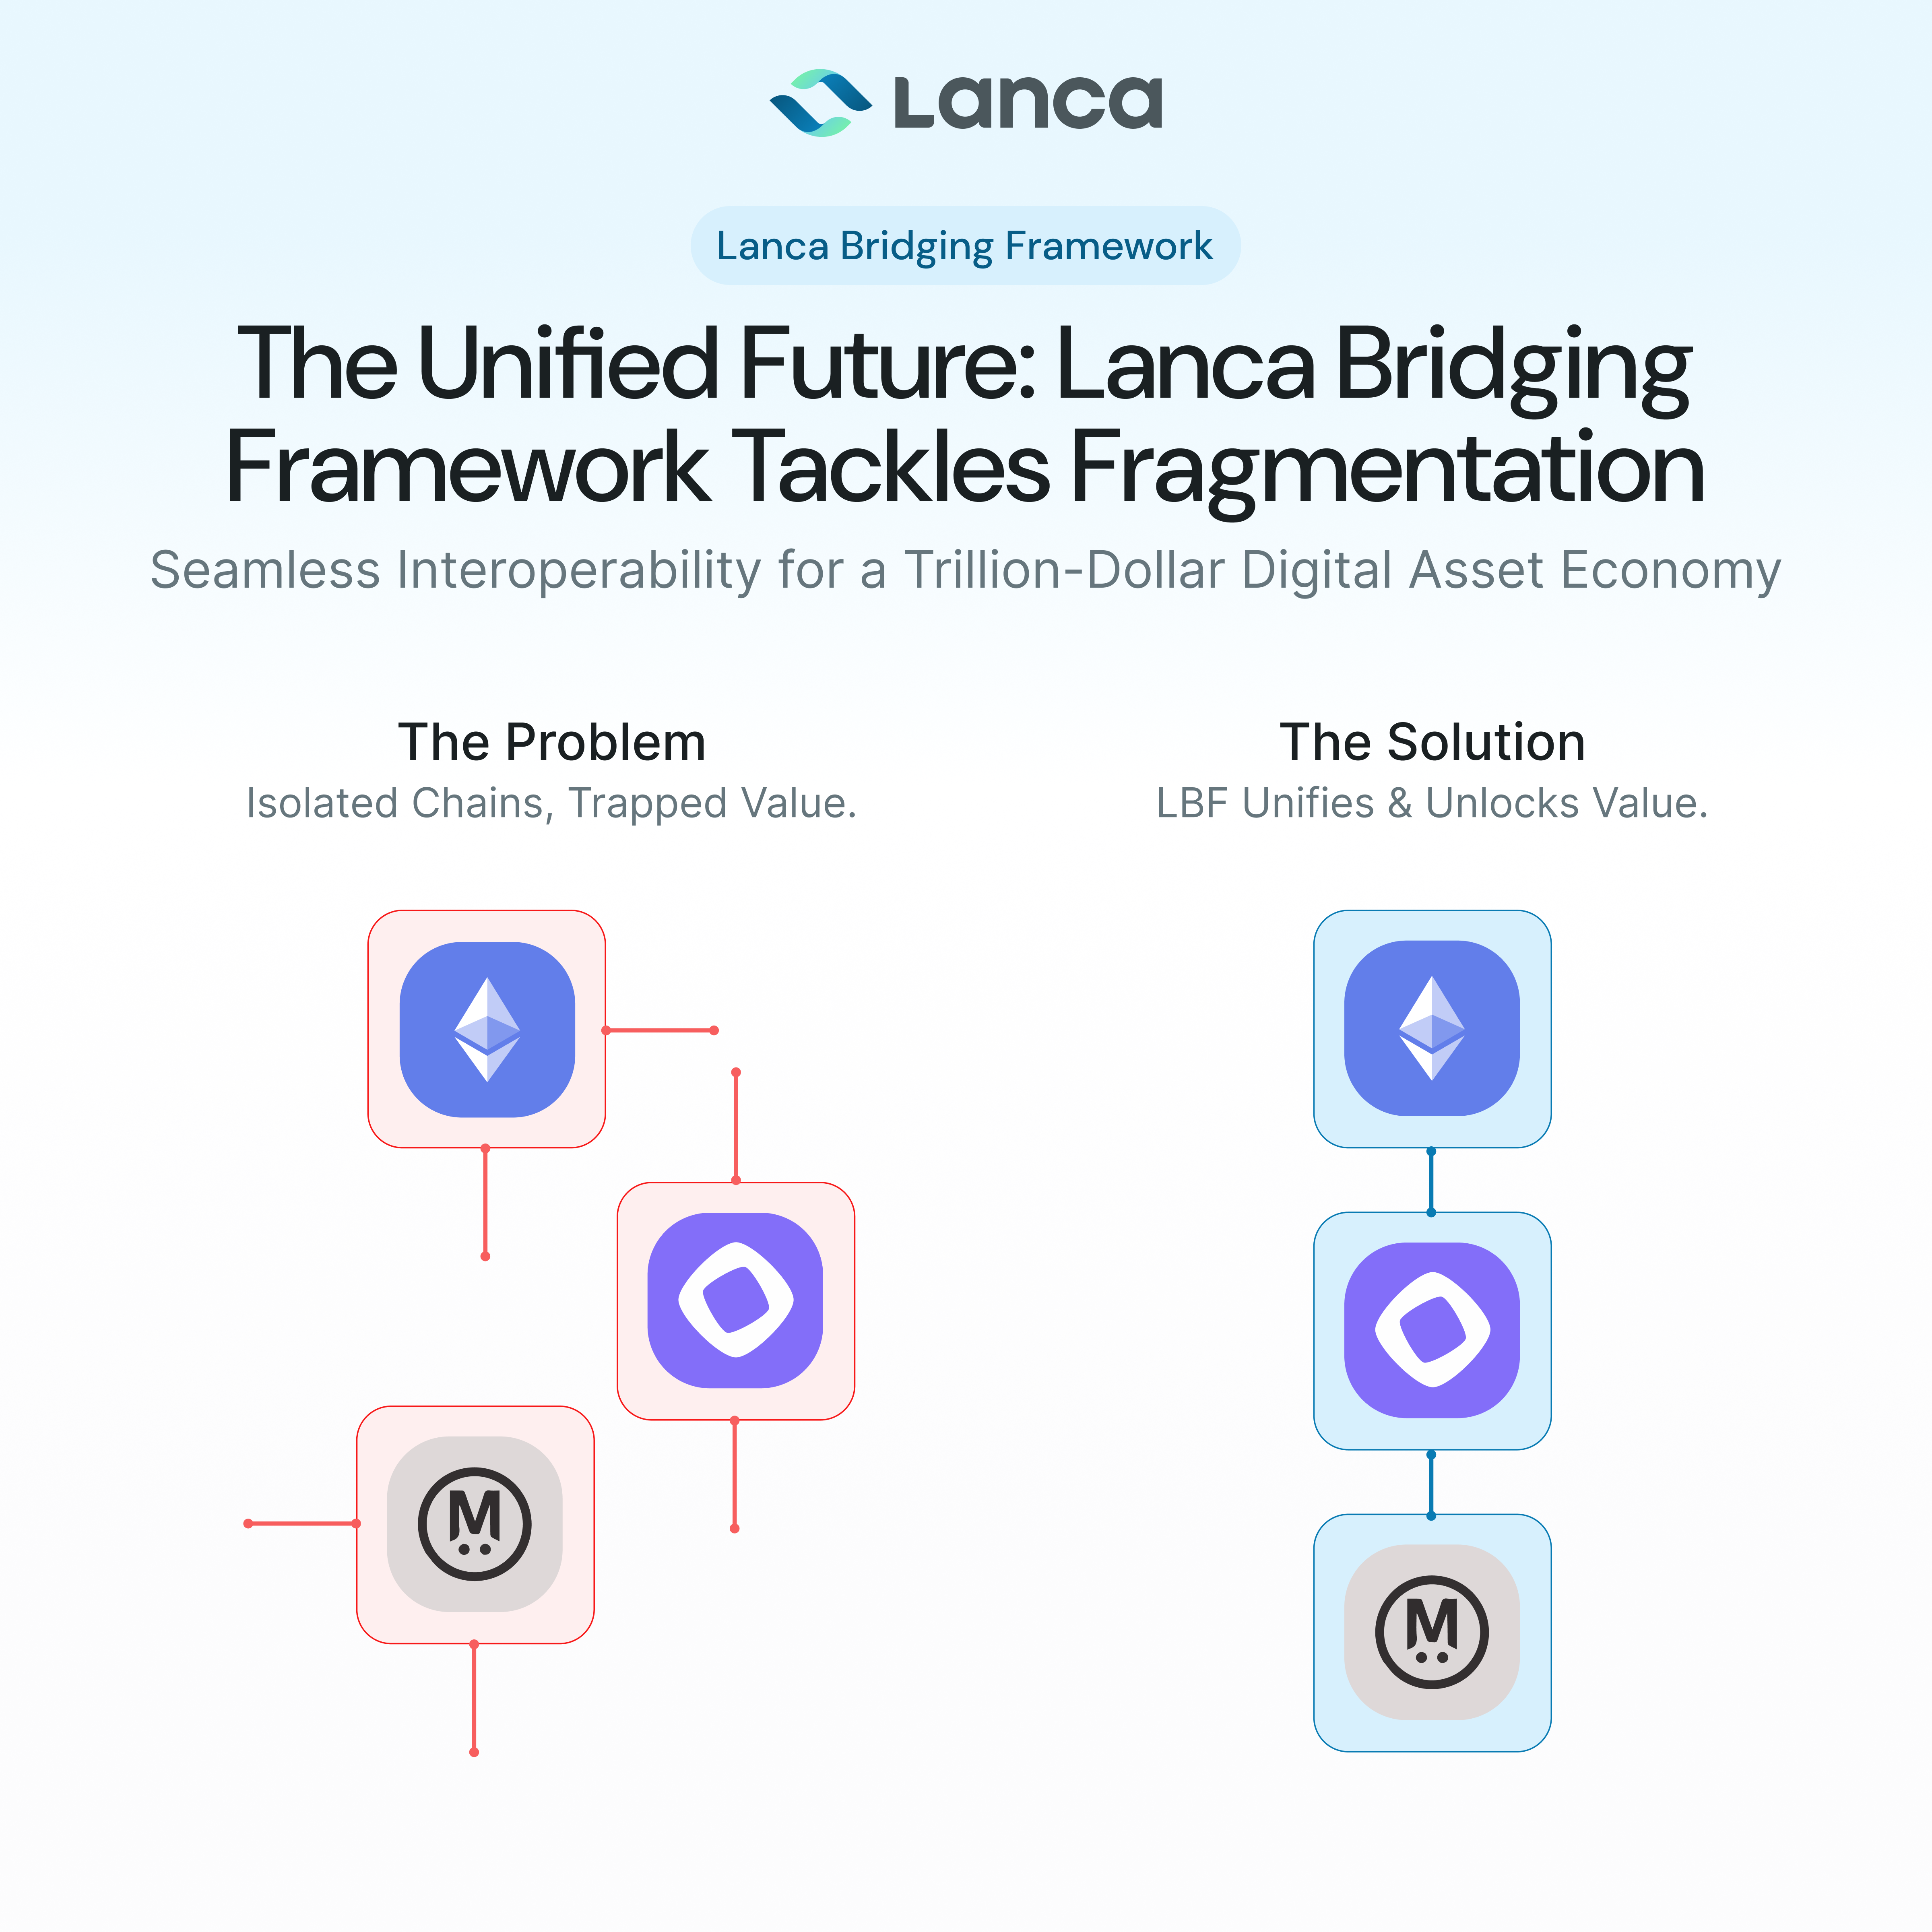 Lanca
Lanca Bridging Framework
The Unified Future: Lanca Bridging
Framework Tackles Fragmentation
Seamless Interoperability for a Trillion-Dollar Digital Asset Economy
The Problem
Isolated Chains, Trapped Value.
The Solution
LBF Unifies & Unlocks Value.
M
M